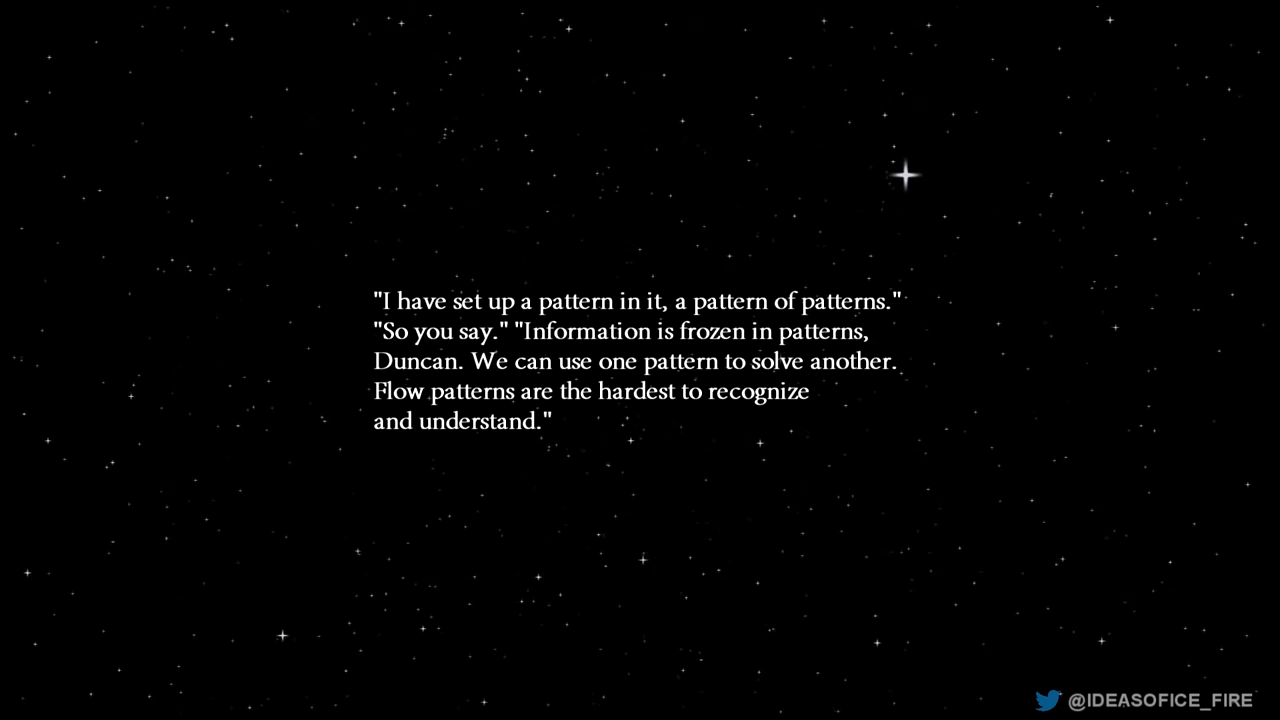 "I have set up a pattern in it, a pattern of patterns."
"So you say." "Information is frozen in patterns,
Duncan. We can use one pattern to solve another.
Flow patterns are the hardest to recognize
and understand."
@IDEASOFICE_FIRE